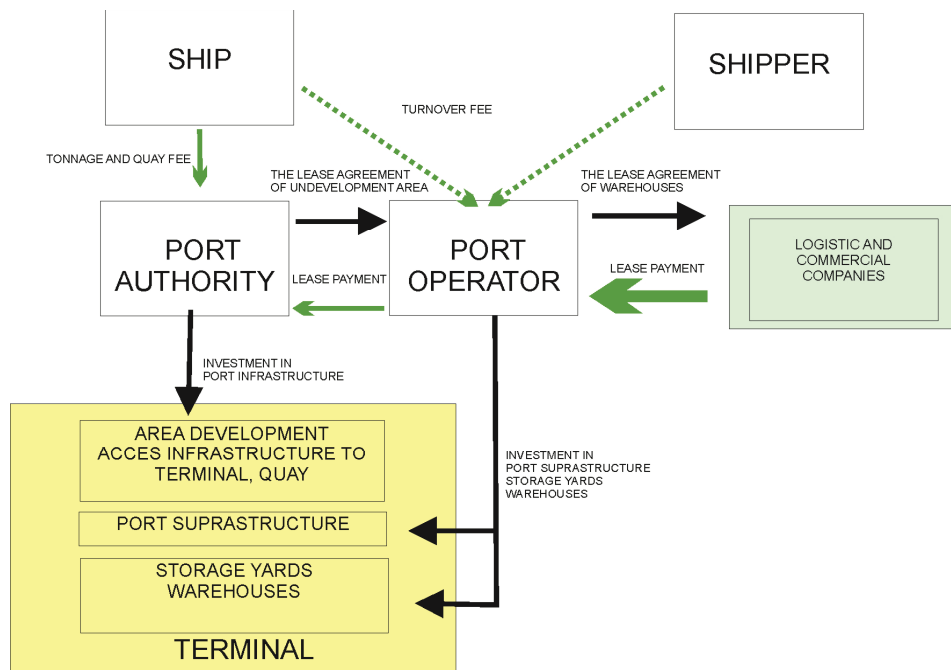 SHIP
SHIPPER
TURNOVER FEE
TONNAGE AND QUAY FEE
THE LEASE AGREEMENT
OF UNDEVELOPMENT AREA
THE LEASE AGREEMENT
OF WAREHOUSES
PORT
AUTHORITY
LEASE PAYMENT
PORT
OPERATOR
LEASE PAYMENT
LOGISTIC AND
COMMERCIAL
COMPANIES
INVESTMENT IN
PORT INFRASTRUCTURE
AREA DEVELOPMENT
ACCES INFRASTRUCTURE TO
TERMINAL, QUAY
INVESTMENT IN
PORT SUPRASTRUCTURE
STORAGE YARDS
WAREHOUSES
PORT SUPRASTRUCTURE
STORAGE YARDS
WAREHOUSES
TERMINAL